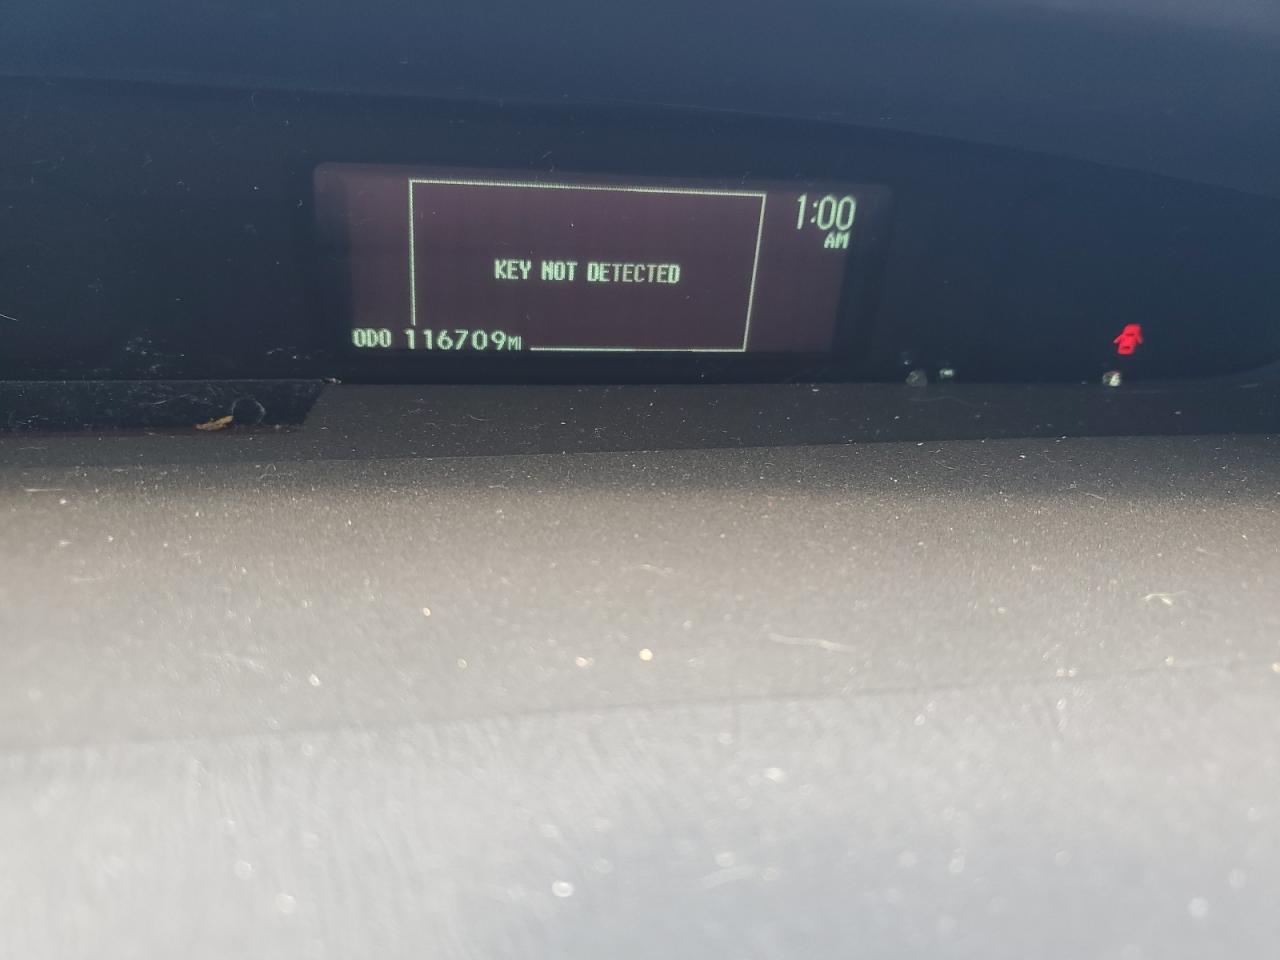 1:00
AM
KEY NOT DETECTED
ODO 116709MI